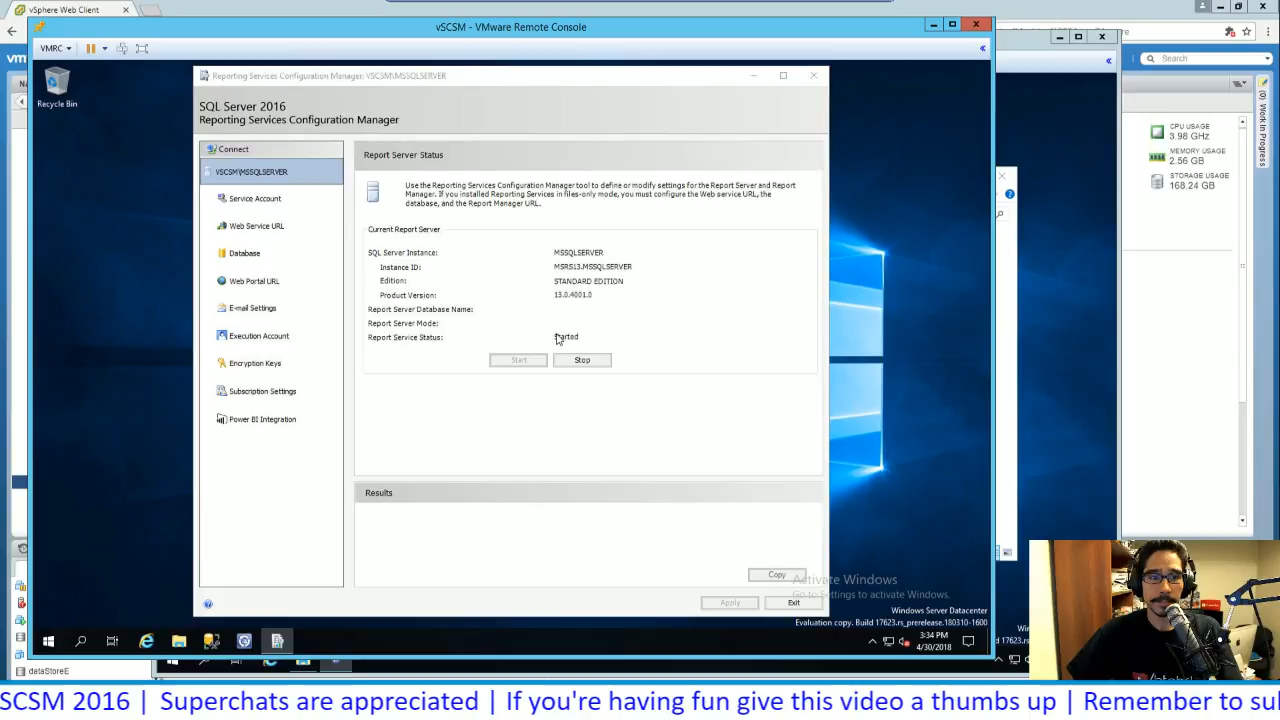 vSphere Web Client
vSCSM - VMware Remote Console
VMRC
Search
Recycle Bin
Reporting Services Configuration Manager: VSCSM\MSSQLSERVER
SQL Server 2016
Reporting Services Configuration Manager
Connect
VSCSM\MSSQLSERVER
Service Account
Web Service URL
Database
Web Portal URL
E-mail Settings
Execution Account
Encryption Keys
Subscription Settings
Power BI Integration
Report Server Status
Use the Reporting Services Configuration Manager tool to define or modify settings for the Report Server and Report
Manager. If you installed Reporting Services in files-only mode, you must configure the Web service URL, the
database, and the Report Manager URL.
Current Report Server
SQL Server Instance: MSSQLSERVER
Instance ID: MSRS13.MSSQLSERVER
Edition: STANDARD EDITION
Product Version: 13.0.4001.0
Report Server Database Name:
Report Server Mode:
Report Service Status: Started
Start Stop
Results
Copy
Apply Exit
Activate Windows
Go to Settings to activate Windows.
Windows Server Datacenter
Evaluation copy. Build 17623.rs_prerelease.180310-1600
3:34 PM
4/30/2018
CPU USAGE
3.98 GHz
MEMORY USAGE
2.56 GB
STORAGE USAGE
168.24 GB
(0) Work In Progress
dataStoreE
SCSM 2016 | Superchats are appreciated | If you're having fun give this video a thumbs up | Remember to su